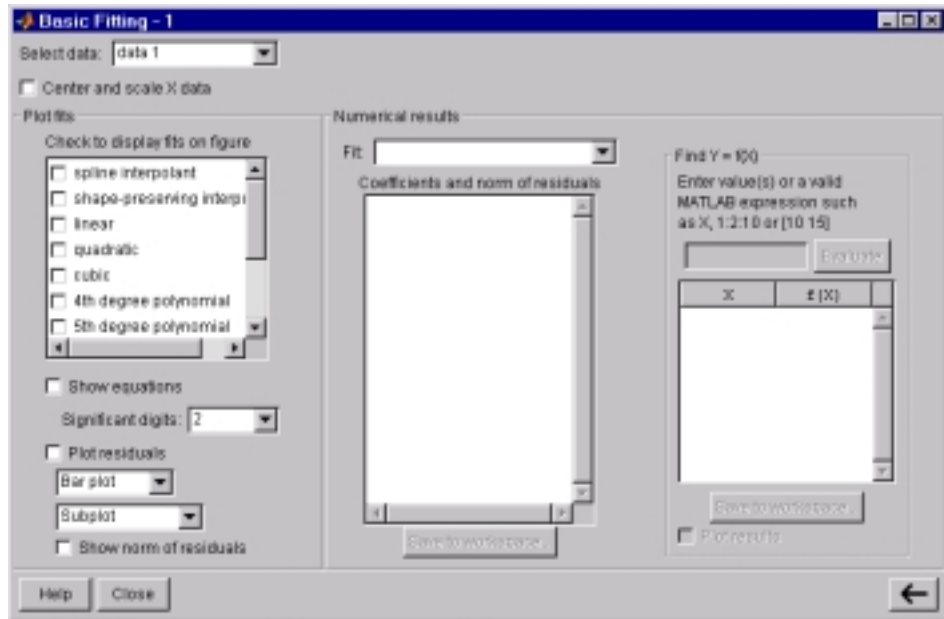 Basic Fitting - 1
Select data: data 1
Center and scale X data
Plot fits
Check to display fits on figure
spline interpolant
shape-preserving interp
linear
quadratic
cubic
4th degree polynomial
5th degree polynomial
Show equations
Significant digits: 2
Plot residuals
Bar plot
Subplot
Show norm of residuals
Numerical results
Fit:
Coefficients and norm of residuals
Save to workspace...
Find Y = f(X)
Enter value(s) or a valid
MATLAB expression such
as X, 1:2:10 or [10 15]
Evaluate
X f(X)
Save to workspace...
Plot results
Help Close